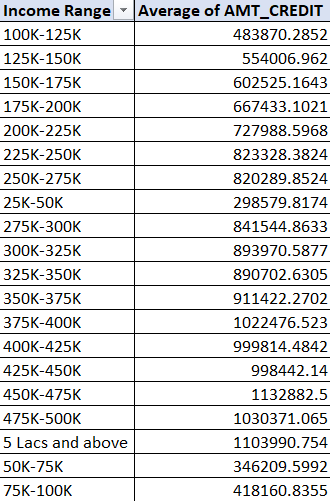 Income Range Average of AMT_CREDIT
100K-125K 483870.2852
125K-150K 554006.962
150K-175K 602525.1643
175K-200K 667433.1021
200K-225K 727988.5968
225K-250K 823328.3824
250K-275K 820289.8524
25K-50K 298579.8174
275K-300K 841544.8633
300K-325K 893970.5877
325K-350K 890702.6305
350K-375K 911422.2702
375K-400K 1022476.523
400K-425K 999814.4842
425K-450K 998442.14
450K-475K 1132882.5
475K-500K 1030371.065
5 Lacs and above 1103990.754
50K-75K 346209.5992
75K-100K 418160.8355